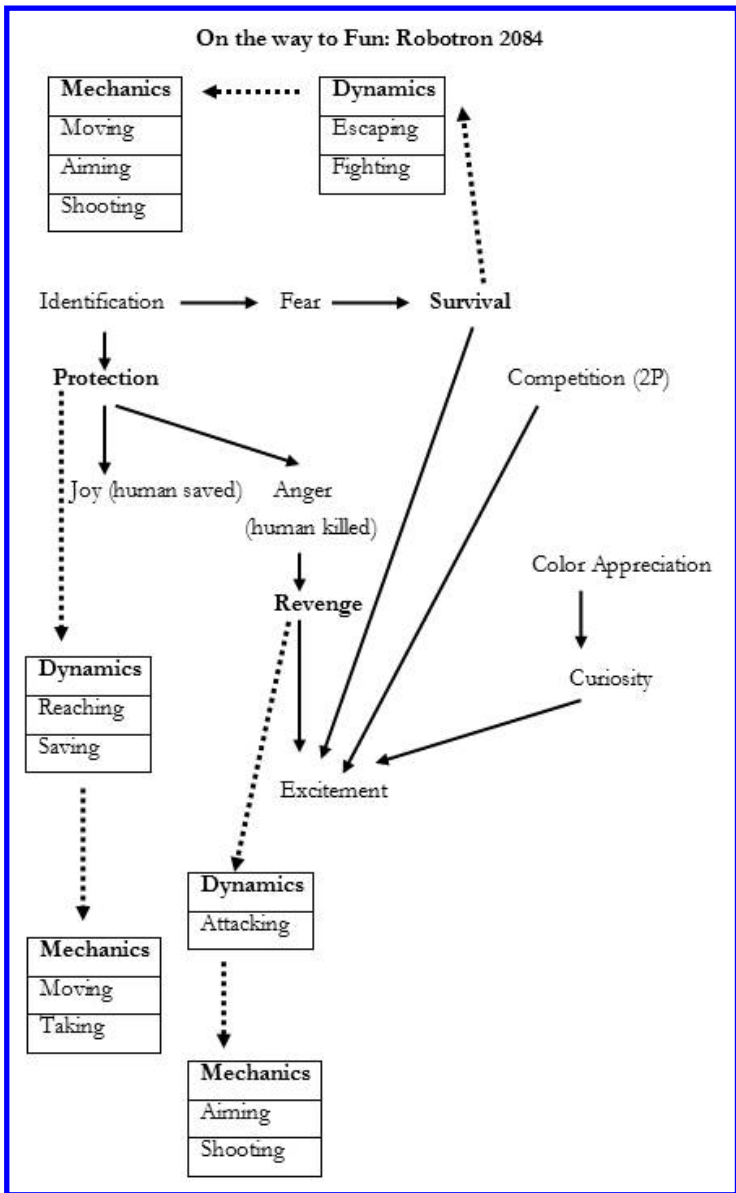 On the way to Fun: Robotron 2084
Mechanics
Moving
Aiming
Shooting
Dynamics
Escaping
Fighting
Identification
Fear
Survival
Protection
Competition (2P)
Joy (human saved)
Anger
(human killed)
Color Appreciation
Revenge
Dynamics
Reaching
Saving
Curiosity
Excitement
Dynamics
Attacking
Mechanics
Moving
Taking
Mechanics
Aiming
Shooting